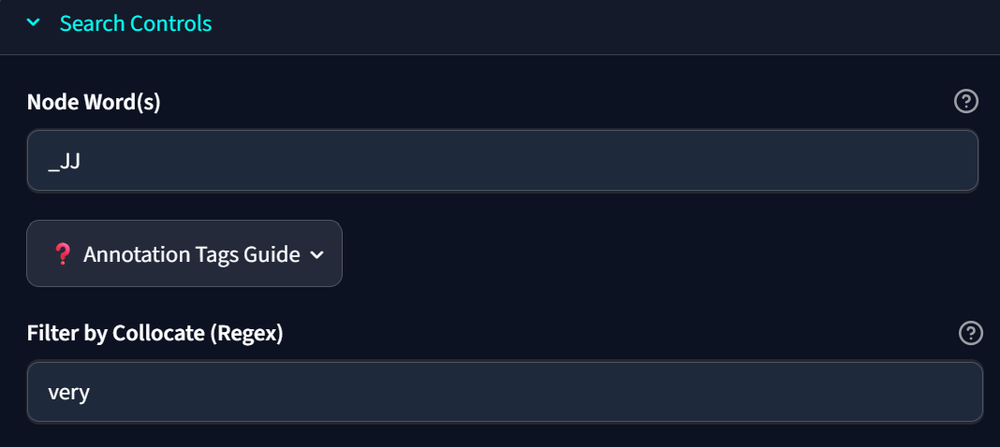 Search Controls
Node Word(s)
_JJ
❓ Annotation Tags Guide
Filter by Collocate (Regex)
very